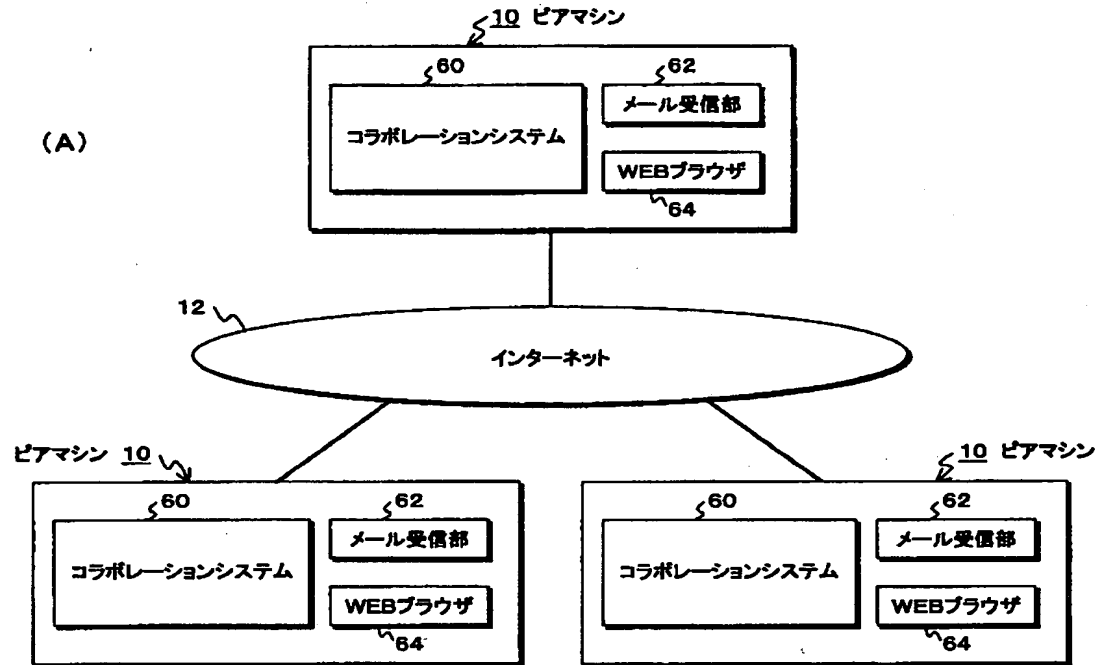 10 ピアマシン
60
62
コラボレーションシステム
メール受信部
WEBブラウザ
64
(A)
12
インターネット
ピアマシン 10
60
62
コラボレーションシステム
メール受信部
WEBブラウザ
64
10 ピアマシン
60
62
コラボレーションシステム
メール受信部
WEBブラウザ
64